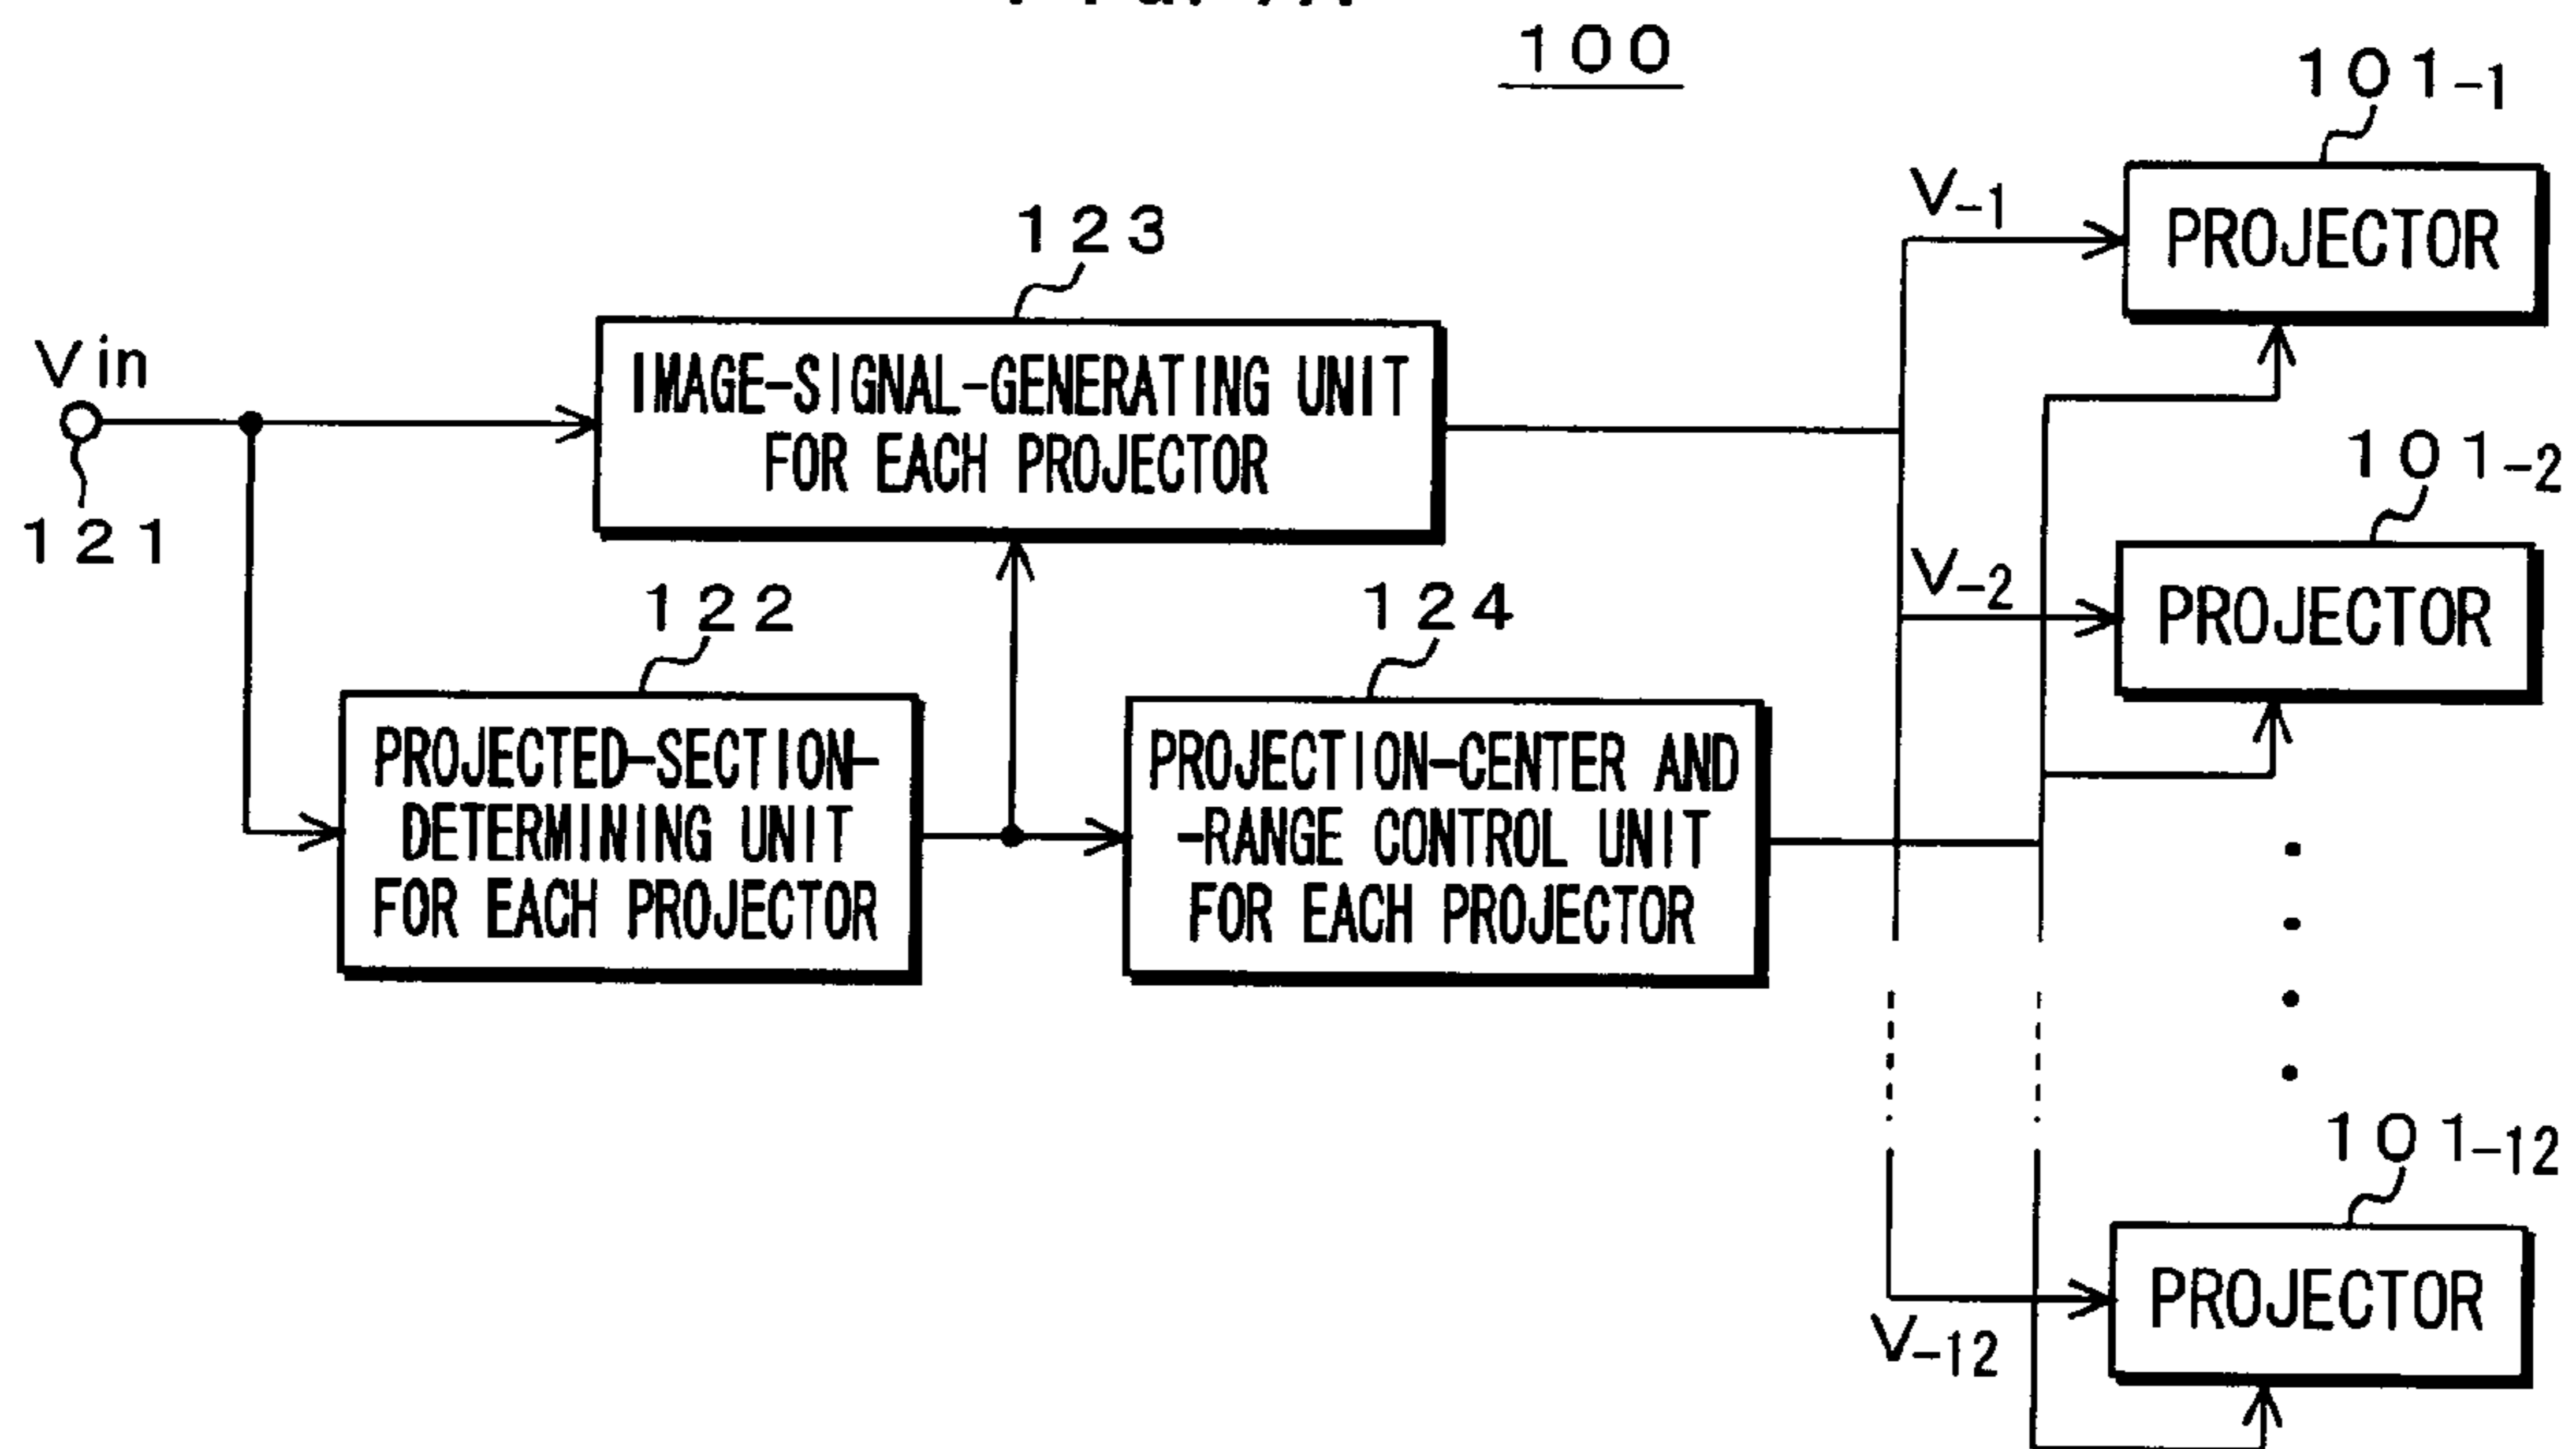 100
101-1
V-1
PROJECTOR
123
Vin
IMAGE-SIGNAL-GENERATING UNIT
FOR EACH PROJECTOR
121
101-2
V-2
PROJECTOR
122
124
PROJECTED-SECTION-
DETERMINING UNIT
FOR EACH PROJECTOR
PROJECTION-CENTER AND
-RANGE CONTROL UNIT
FOR EACH PROJECTOR
101-12
V-12
PROJECTOR